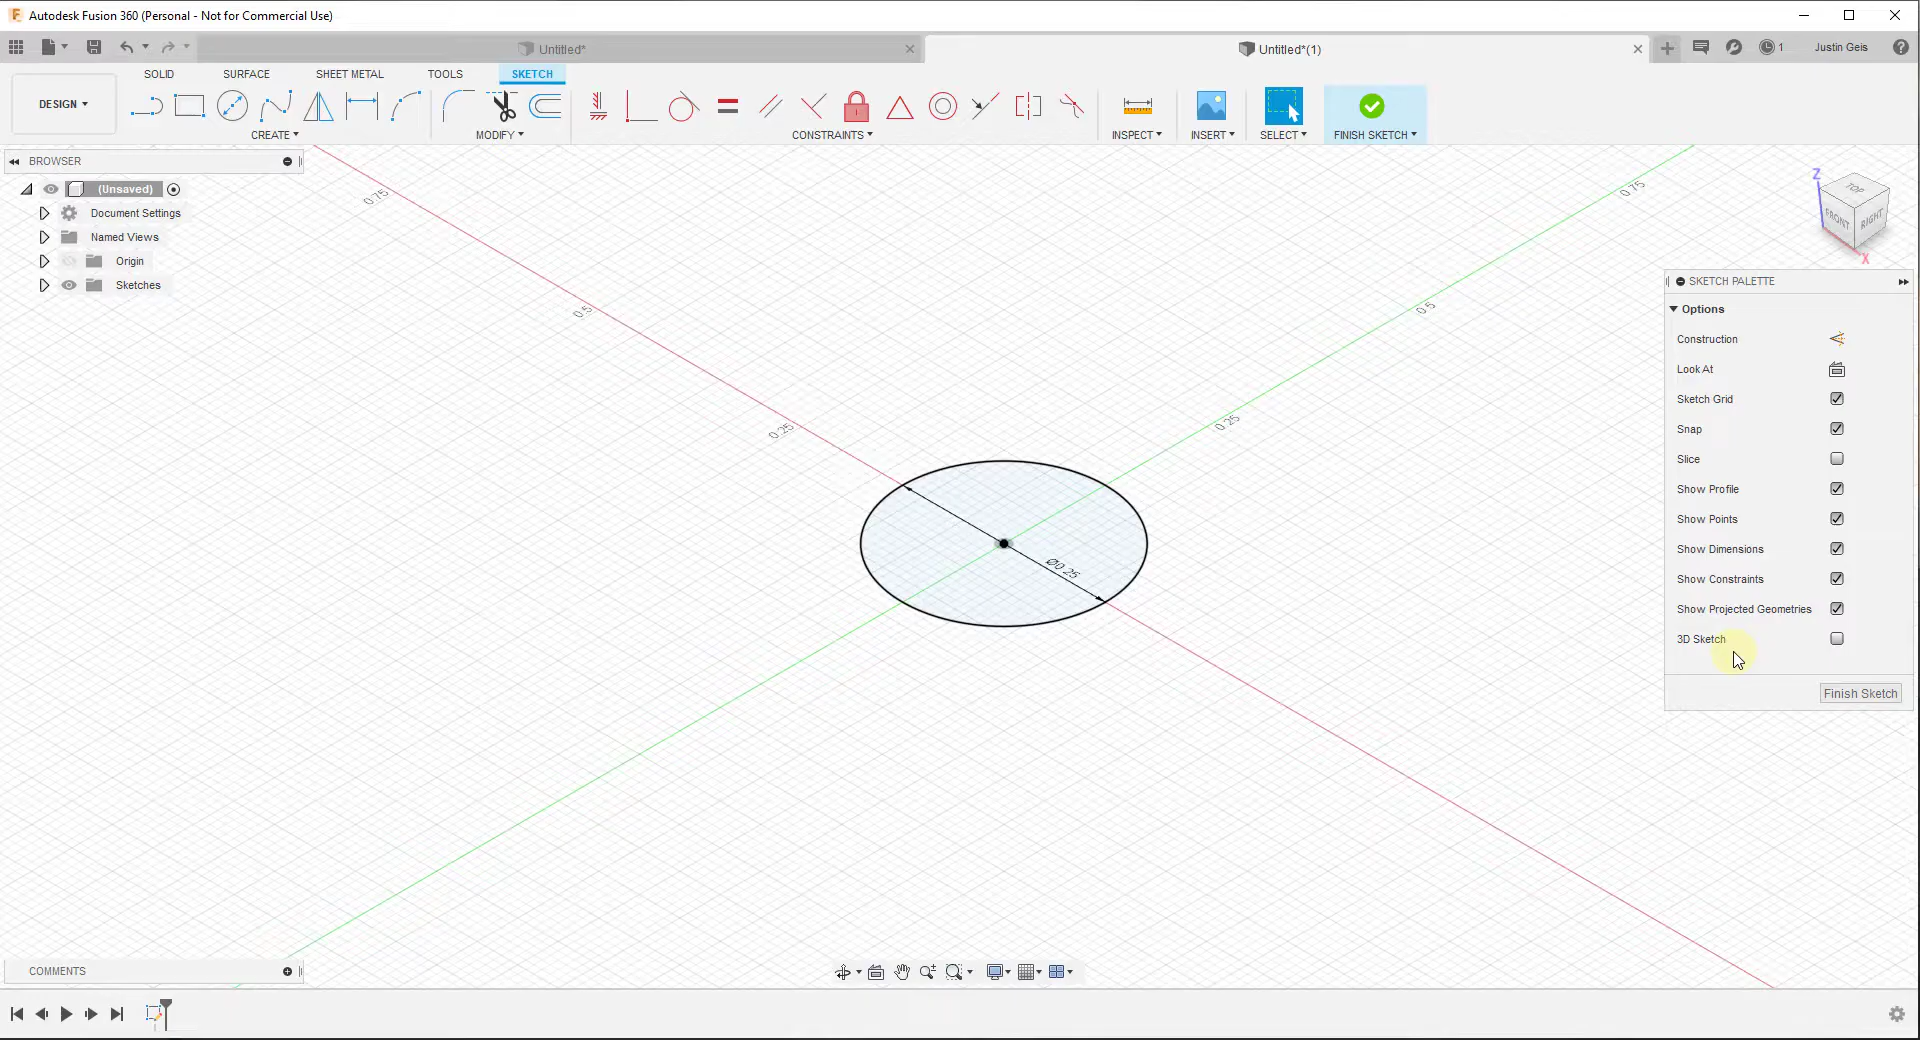 Autodesk Fusion 360 (Personal - Not for Commercial Use)
Untitled*
Untitled*(1)
1
Justin Geis
SOLID
SURFACE
SHEET METAL
TOOLS
SKETCH
DESIGN
CREATE
MODIFY
CONSTRAINTS
INSPECT
INSERT
SELECT
FINISH SKETCH
BROWSER
(Unsaved)
Document Settings
Named Views
Origin
Sketches
0.75
0.5
0.25
0.75
0.5
0.25
Ø0.25
Z
TOP
FRONT
RIGHT
X
SKETCH PALETTE
Options
Construction
Look At
Sketch Grid
Snap
Slice
Show Profile
Show Points
Show Dimensions
Show Constraints
Show Projected Geometries
3D Sketch
Finish Sketch
COMMENTS